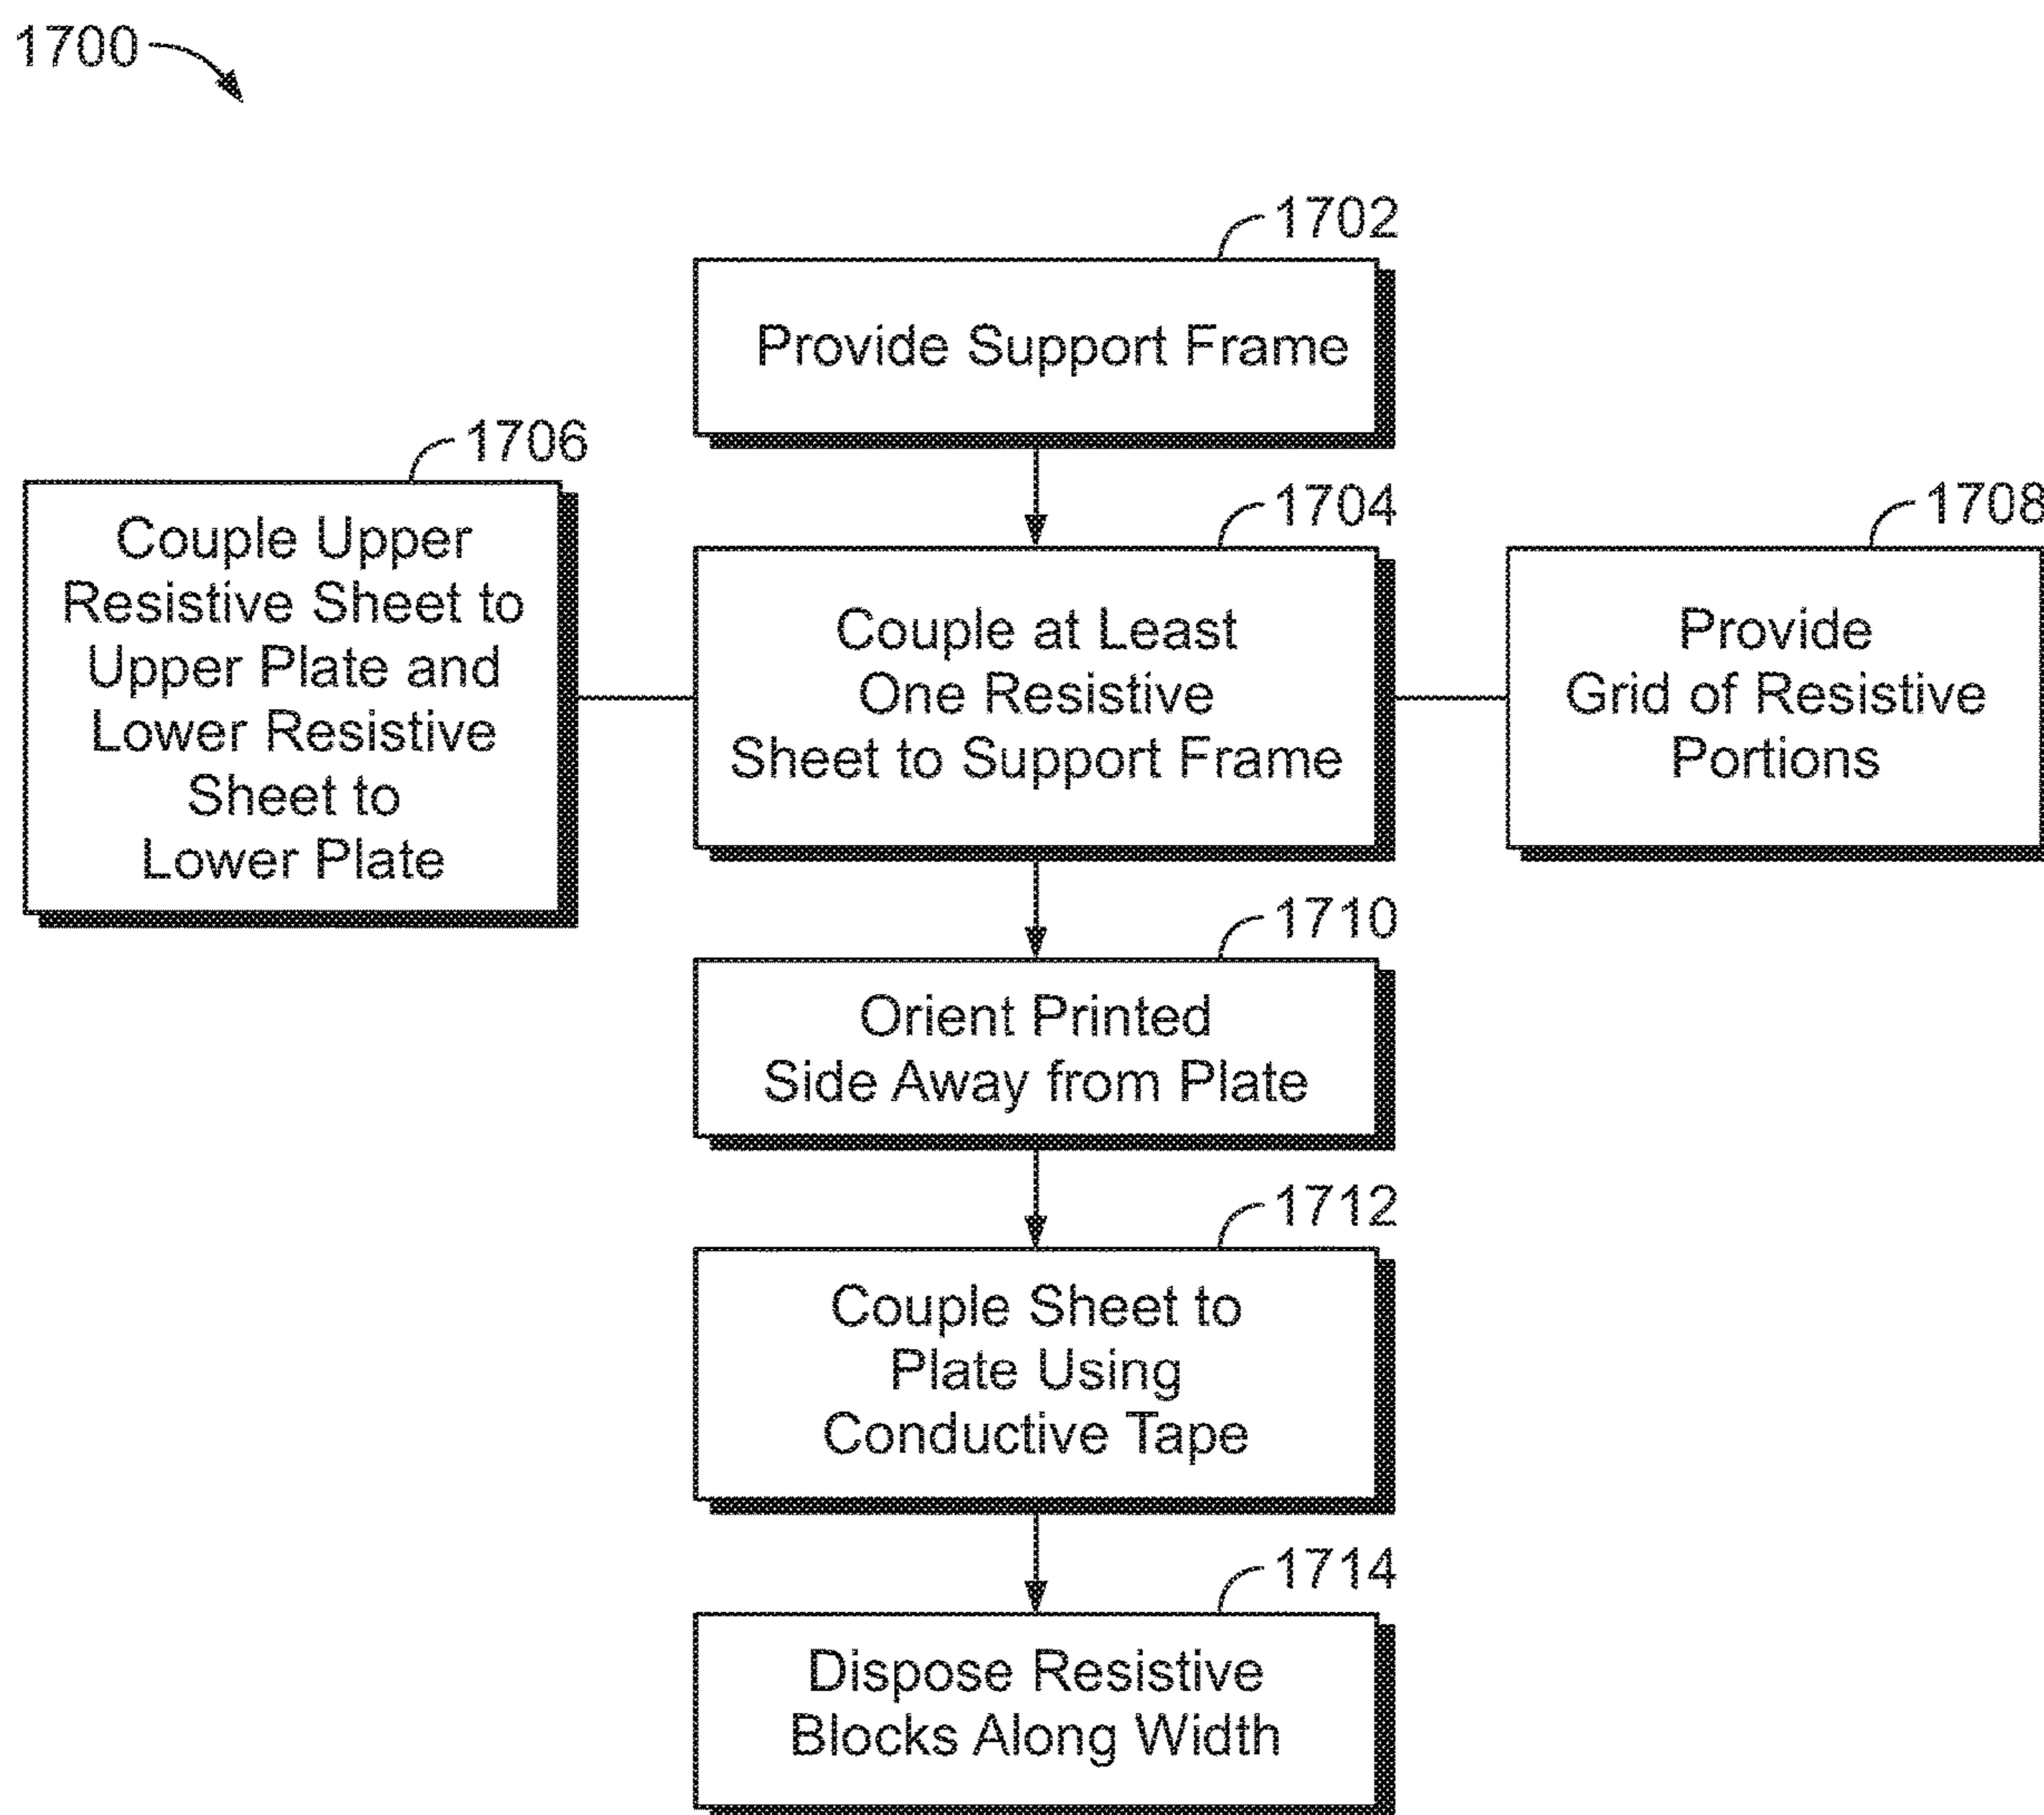 1700
1702
Provide Support Frame
1706
Couple Upper
Resistive Sheet to
Upper Plate and
Lower Resistive
Sheet to
Lower Plate
1704
Couple at Least
One Resistive
Sheet to Support Frame
1708
Provide
Grid of Resistive
Portions
1710
Orient Printed
Side Away from Plate
1712
Couple Sheet to
Plate Using
Conductive Tape
1714
Dispose Resistive
Blocks Along Width